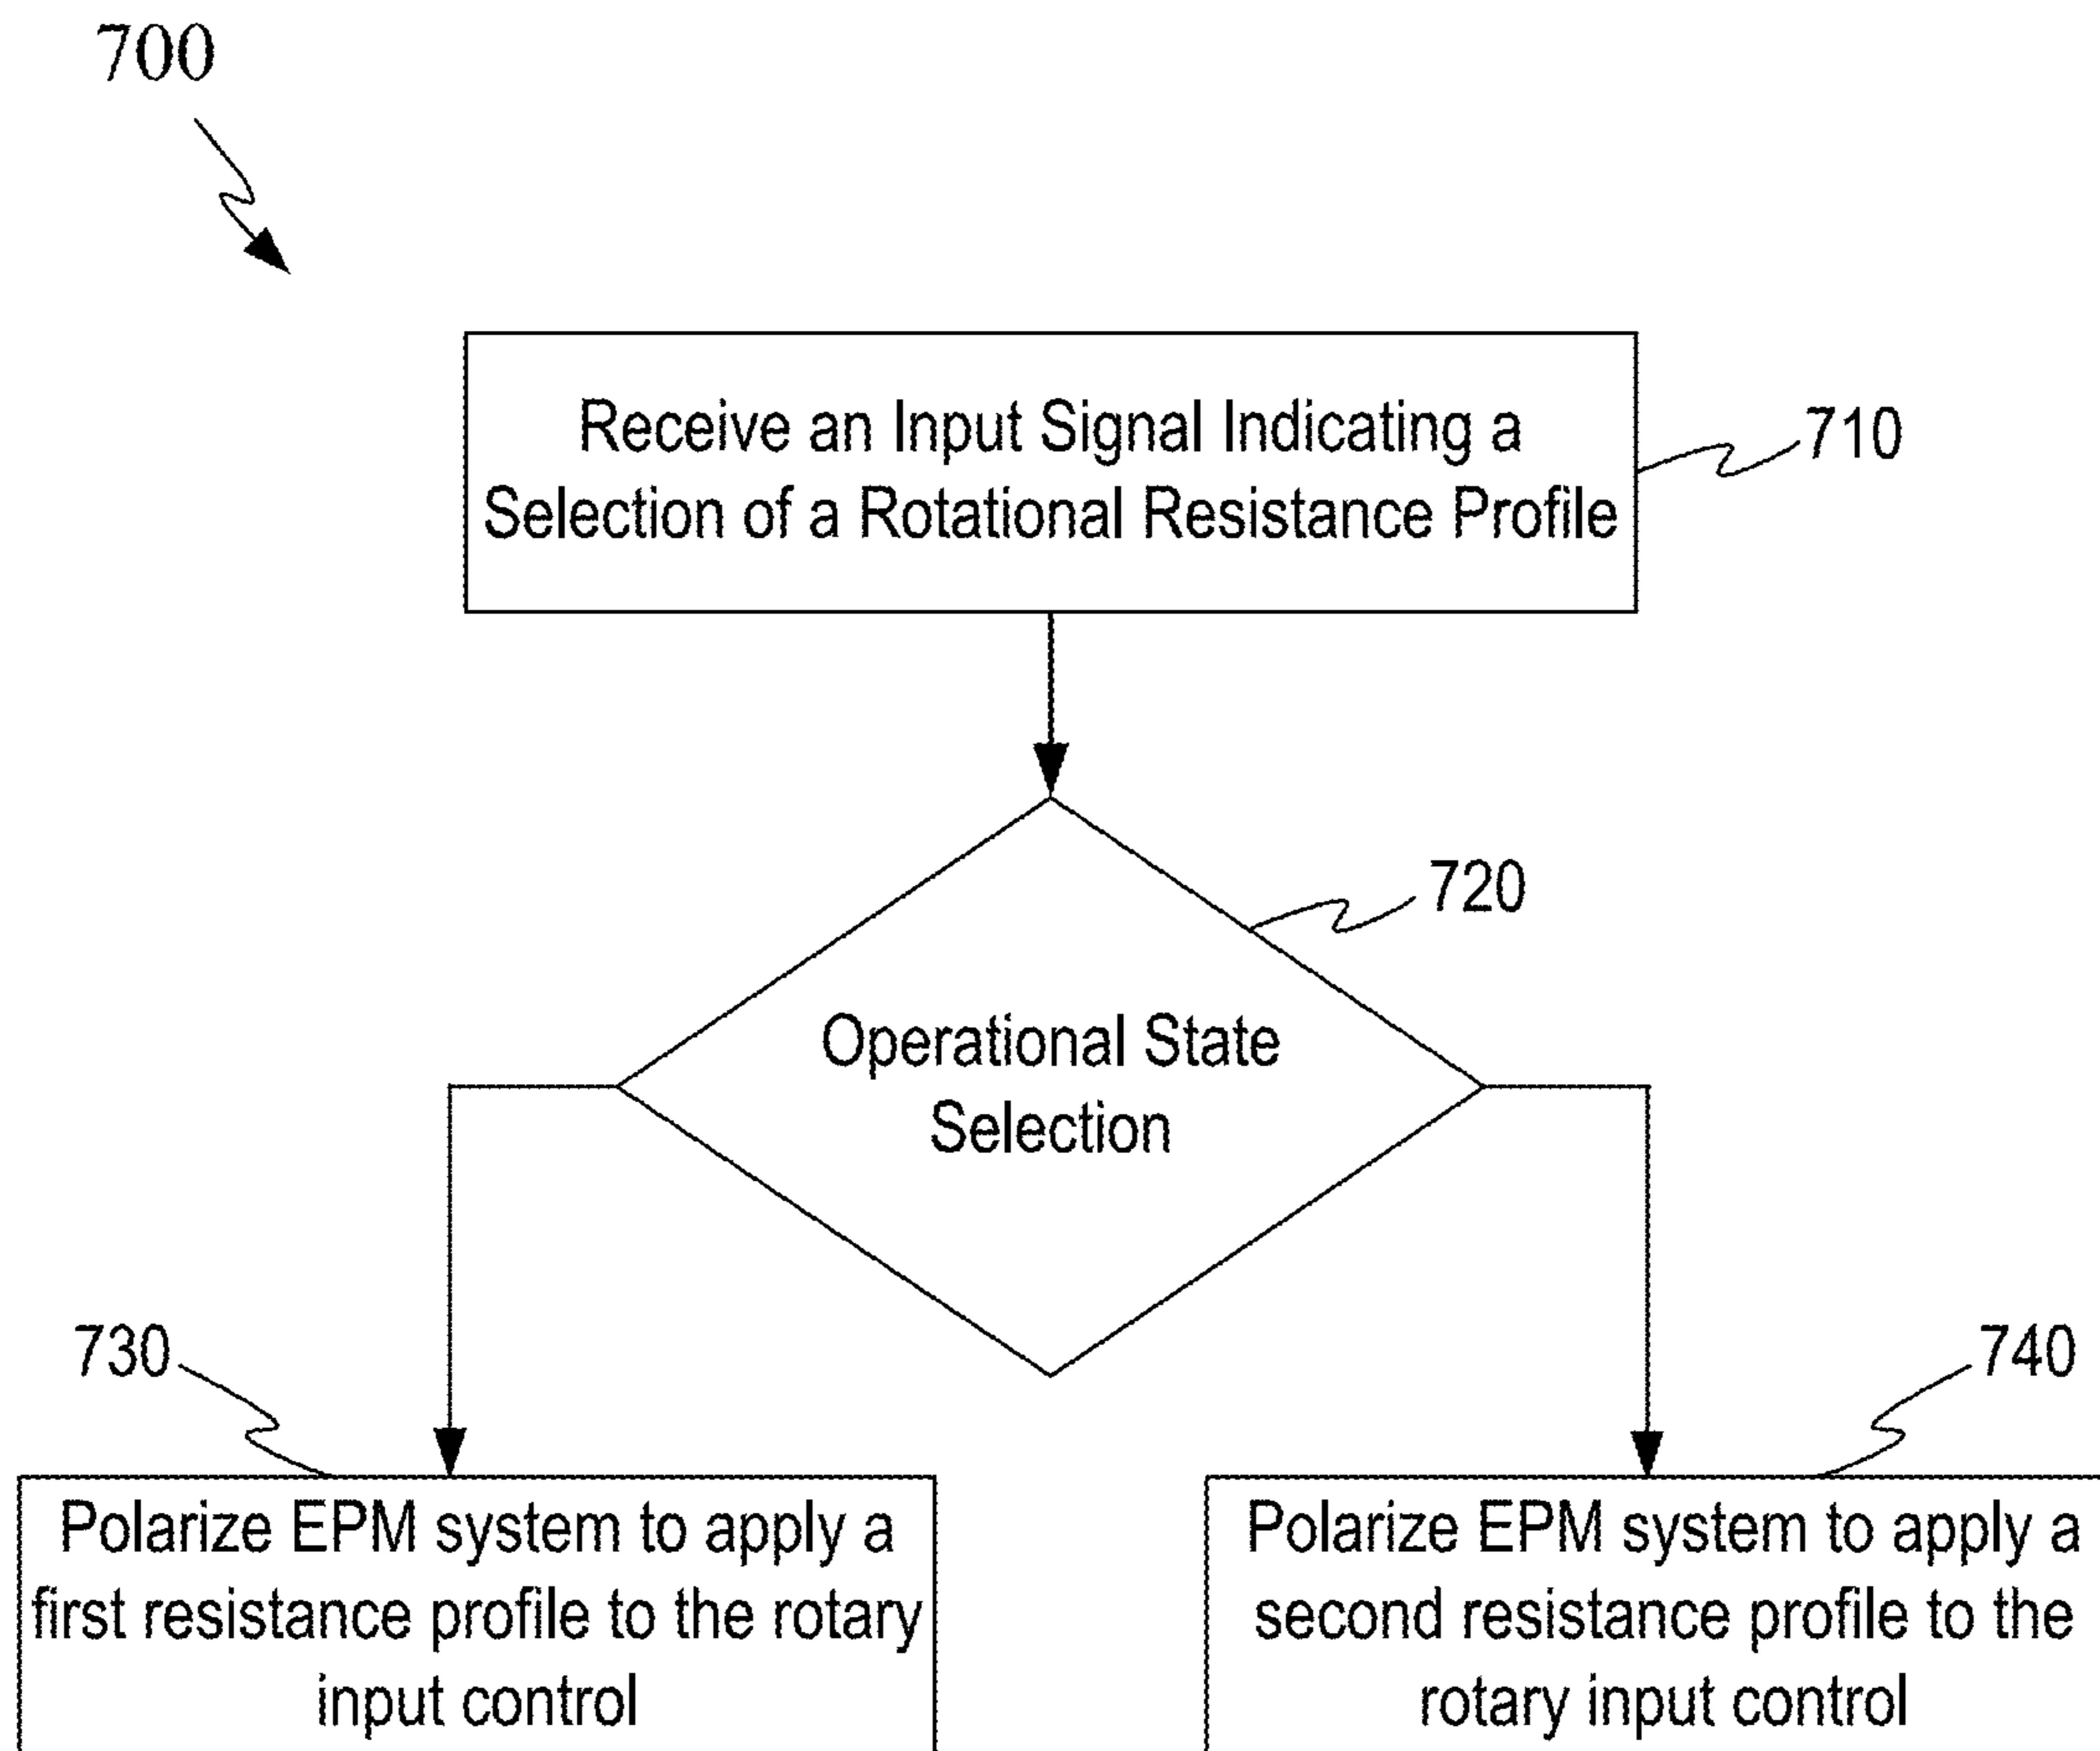 700
Receive an Input Signal Indicating a
Selection of a Rotational Resistance Profile
710
720
Operational State
Selection
730
740
Polarize EPM system to apply a
first resistance profile to the rotary
input control
Polarize EPM system to apply a
second resistance profile to the
rotary input control